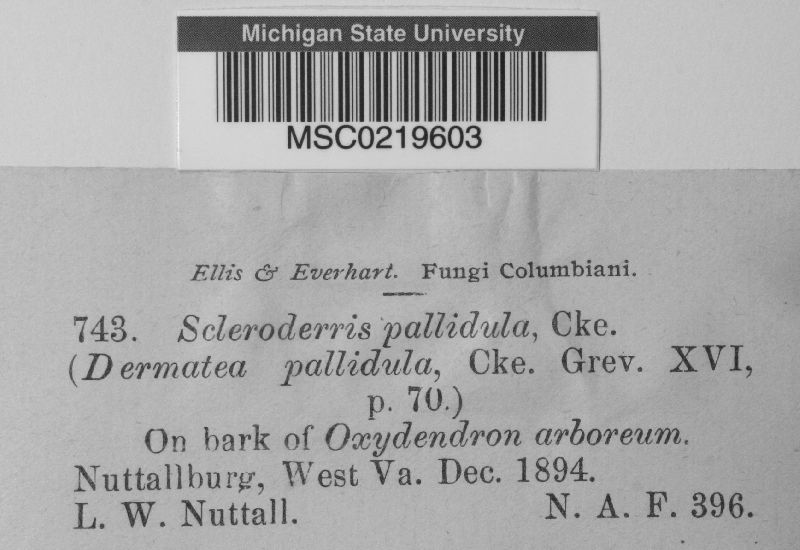 Michigan State University
MSC0219603
Ellis & Everhart. Fungi Columbiani.
743. Scleroderris pallidula, Cke.
(Dermatea pallidula, Cke. Grev. XVI,
p. 70.)
On bark of Oxydendron arboreum.
Nuttallburg, West Va. Dec. 1894.
L. W. Nuttall. N. A. F. 396.